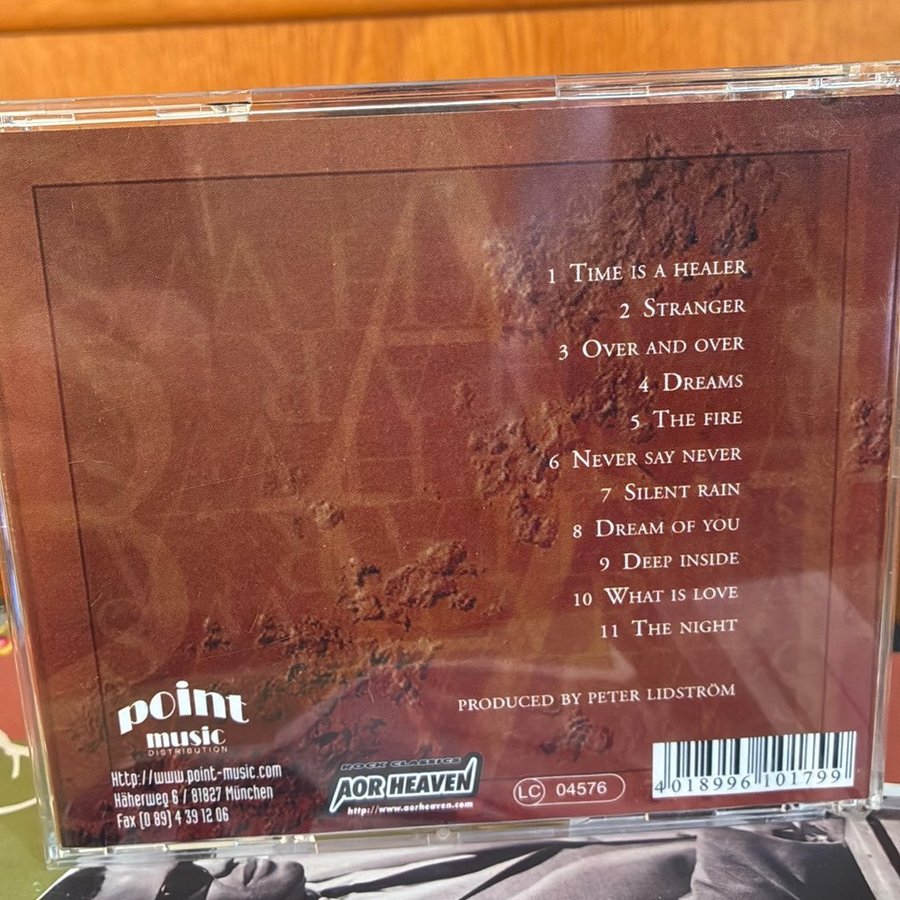 1 Time is a healer
2 Stranger
3 Over and over
4 Dreams
5 The fire
6 Never say never
7 Silent rain
8 Dream of you
9 Deep inside
10 What is love
11 The night
PRODUCED BY PETER LIDSTRÖM
point
music
DISTRIBUTION
Http://www.point-music.com
Häherweg 6 / 81827 München
Fax (0 89) 4 39 12 06
ROCK CLASSICS
AOR HEAVEN
http://www.aorheaven.com
LC 04576
4 018996 101799